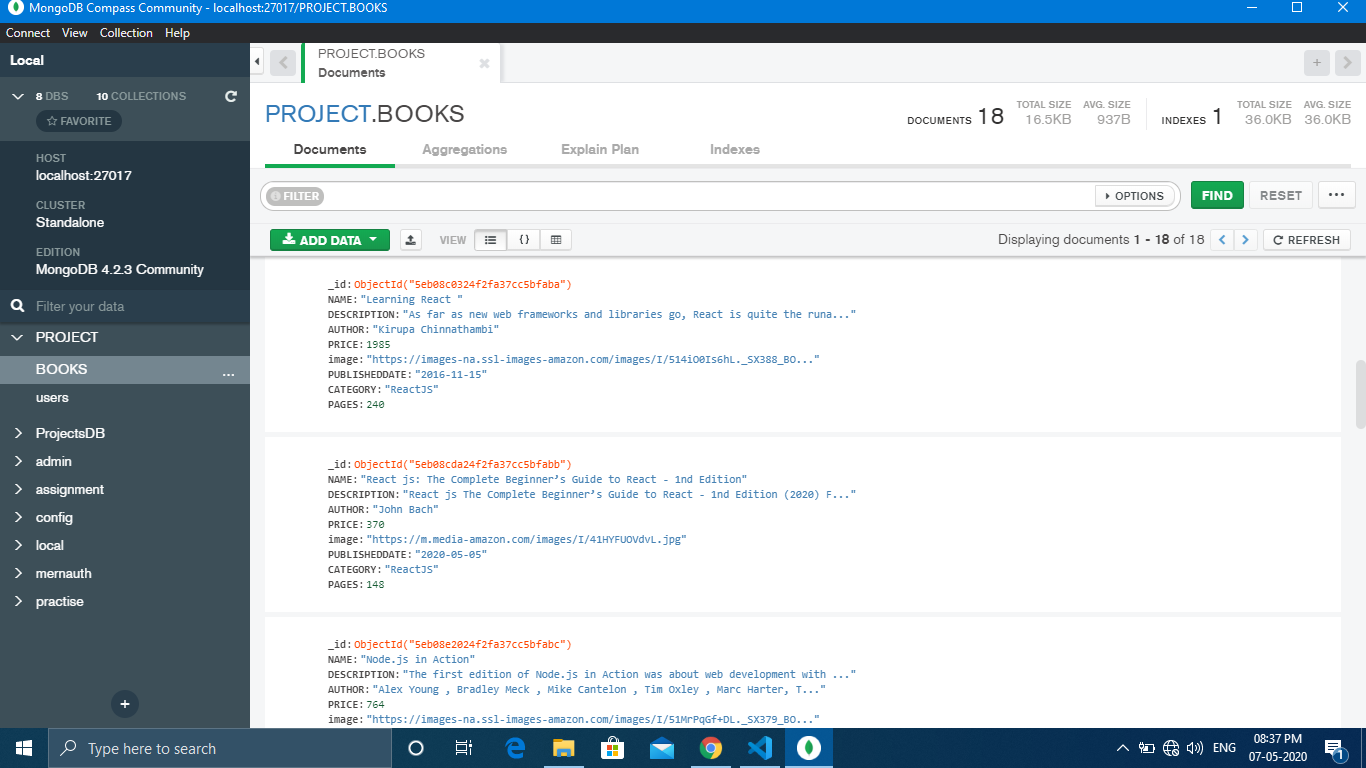 MongoDB Compass Community - localhost:27017/PROJECT.BOOKS
Connect View Collection Help
Local
8 DBS 10 COLLECTIONS
FAVORITE
HOST
localhost:27017
CLUSTER
Standalone
EDITION
MongoDB 4.2.3 Community
Filter your data
PROJECT
BOOKS ...
users
ProjectsDB
admin
assignment
config
local
mernauth
practise
+
PROJECT.BOOKS
Documents
+
PROJECT.BOOKS
DOCUMENTS 18 TOTAL SIZE 16.5KB AVG. SIZE 937B INDEXES 1 TOTAL SIZE 36.0KB AVG. SIZE 36.0KB
Documents Aggregations Explain Plan Indexes
FILTER OPTIONS FIND RESET ...
ADD DATA VIEW {} Displaying documents 1 - 18 of 18 < > REFRESH
_id: ObjectId("5eb08c0324f2fa37cc5bfaba")
NAME: "Learning React "
DESCRIPTION: "As far as new web frameworks and libraries go, React is quite the runa..."
AUTHOR: "Kirupa Chinnathambi"
PRICE: 1985
image: "https://images-na.ssl-images-amazon.com/images/I/514iO0Is6hL._SX388_BO..."
PUBLISHEDDATE: "2016-11-15"
CATEGORY: "ReactJS"
PAGES: 240
_id: ObjectId("5eb08cda24f2fa37cc5bfabb")
NAME: "React js: The Complete Beginner’s Guide to React - 1nd Edition"
DESCRIPTION: "React js The Complete Beginner’s Guide to React - 1nd Edition (2020) F..."
AUTHOR: "John Bach"
PRICE: 370
image: "https://m.media-amazon.com/images/I/41HYFUOVdvL.jpg"
PUBLISHEDDATE: "2020-05-05"
CATEGORY: "ReactJS"
PAGES: 148
_id: ObjectId("5eb08e2024f2fa37cc5bfabc")
NAME: "Node.js in Action"
DESCRIPTION: "The first edition of Node.js in Action was about web development with ..."
AUTHOR: "Alex Young , Bradley Meck , Mike Cantelon , Tim Oxley , Marc Harter, T..."
PRICE: 764
image: "https://images-na.ssl-images-amazon.com/images/I/51MrPqGf+DL._SX379_BO..."
Type here to search
ENG
08:37 PM
07-05-2020
1